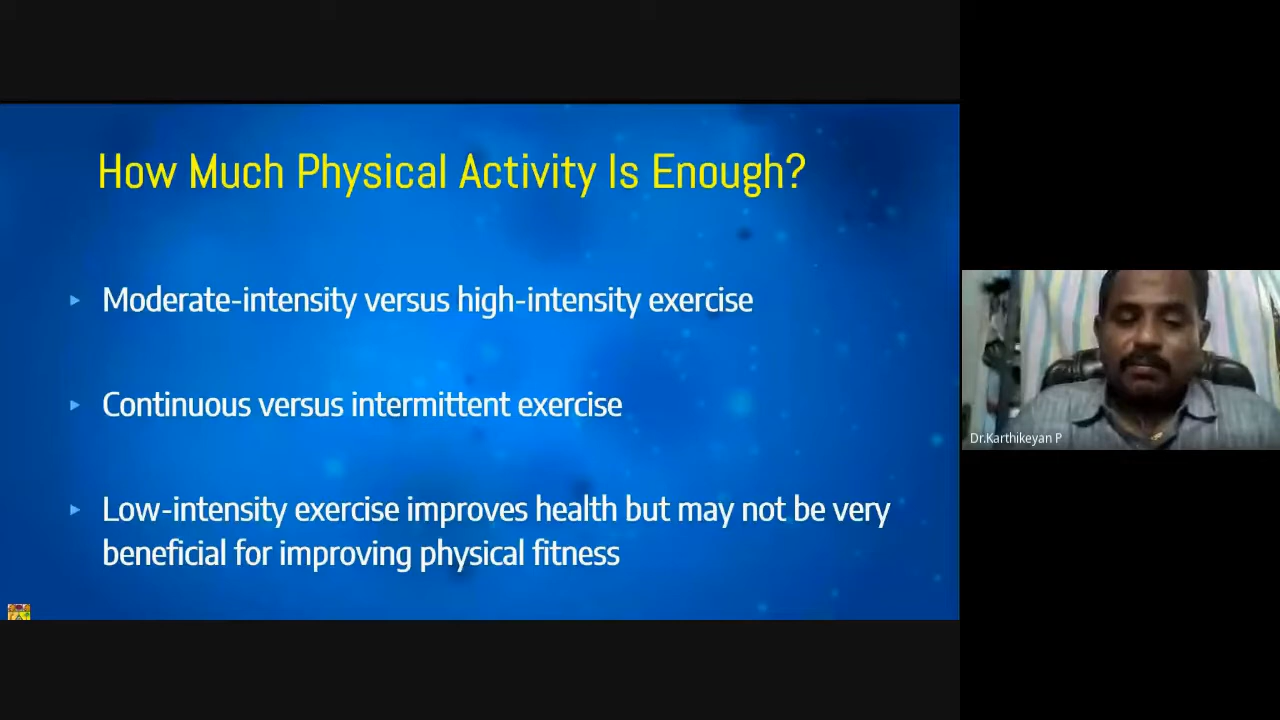 How Much Physical Activity Is Enough?
Moderate-intensity versus high-intensity exercise
Continuous versus intermittent exercise
Low-intensity exercise improves health but may not be very
beneficial for improving physical fitness
Dr.Karthikeyan P